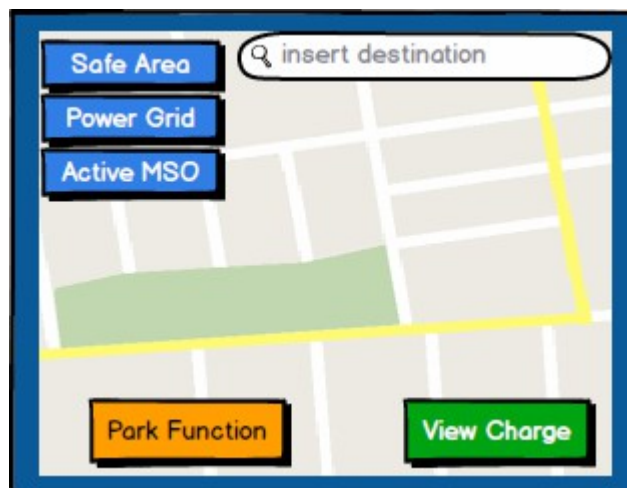 Safe Area
insert destination
Power Grid
Active MSO
Park Function
View Charge